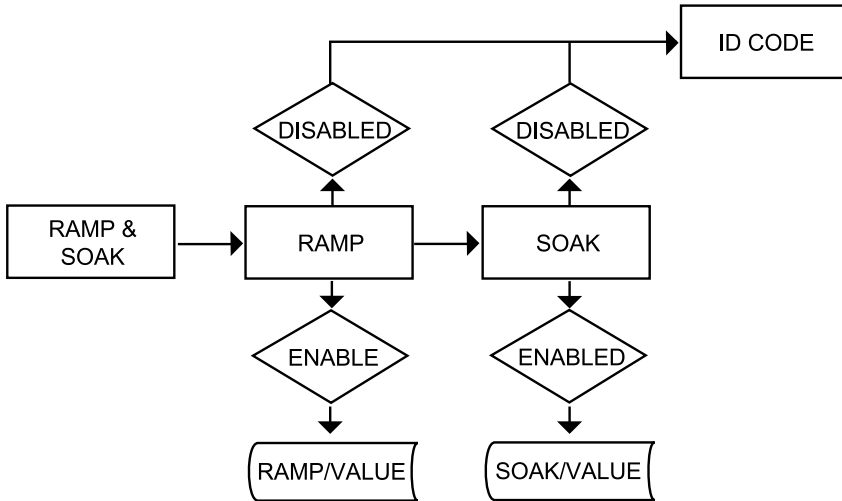 ID CODE
DISABLED
DISABLED
RAMP &
SOAK
RAMP
SOAK
ENABLE
ENABLED
RAMP/VALUE
SOAK/VALUE